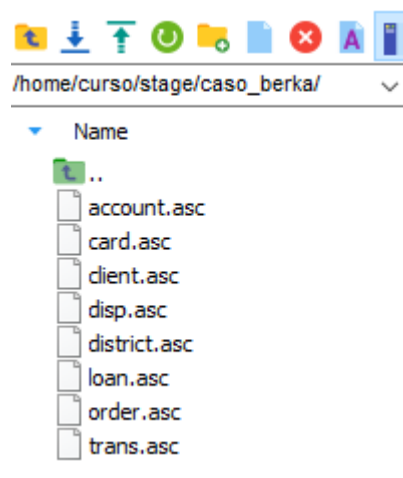 A
/home/curso/stage/caso_berka/
Name
..
account.asc
card.asc
client.asc
disp.asc
district.asc
loan.asc
order.asc
trans.asc